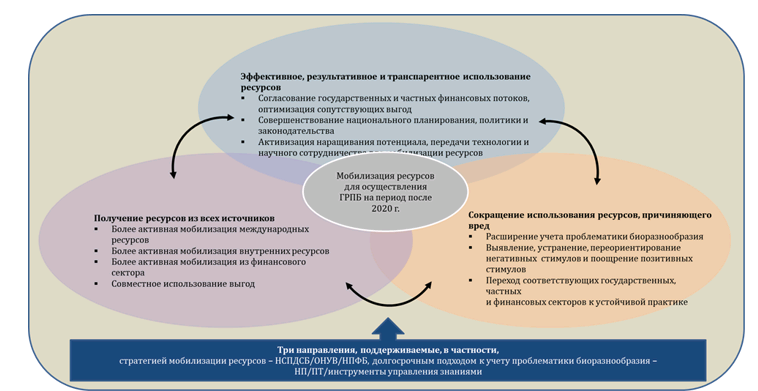 Эффективное, результативное и транспарентное использование
ресурсов
▪ Согласование государственных и частных финансовых потоков,
оптимизация сопутствующих выгод
▪ Совершенствование национального планирования, политики и
законодательства
▪ Активизация наращивания потенциала, передачи технологии и
научного сотрудничества мобилизации ресурсов
Мобилизация ресурсов
для осуществления
ГРПБ на период после
2020 г.
Получение ресурсов из всех источников
▪ Более активная мобилизация международных
ресурсов
▪ Более активная мобилизация внутренних ресурсов
▪ Более активная мобилизация из финансового
сектора
▪ Совместное использование выгод
Сокращение использования ресурсов, причиняющего
вред
▪ Расширение учета проблематики биоразнообразия
▪ Выявление, устранение, переориентирование
негативных стимулов и поощрение позитивных
стимулов
▪ Переход соответствующих государственных,
частных
и финансовых секторов к устойчивой практике
Три направления, поддерживаемые, в частности,
стратегией мобилизации ресурсов – НСПДСБ/ОНУВ/НПФБ, долгосрочным подходом к учету проблематики биоразнообразия –
НП/ПТ/инструменты управления знаниями